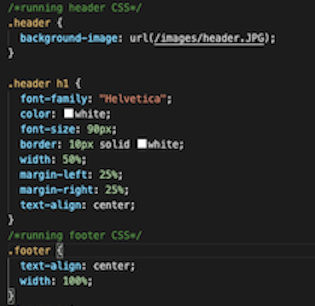 /*running header CSS*/
.header {
background-image: url(/images/header.JPG);
}
.header h1 {
font-family: "Helvetica";
color: white;
font-size: 90px;
border: 10px solid white;
width: 50%;
margin-left: 25%;
margin-right: 25%;
text-align: center;
}
/*running footer CSS*/
.footer {
text-align: center;
width: 100%;
}